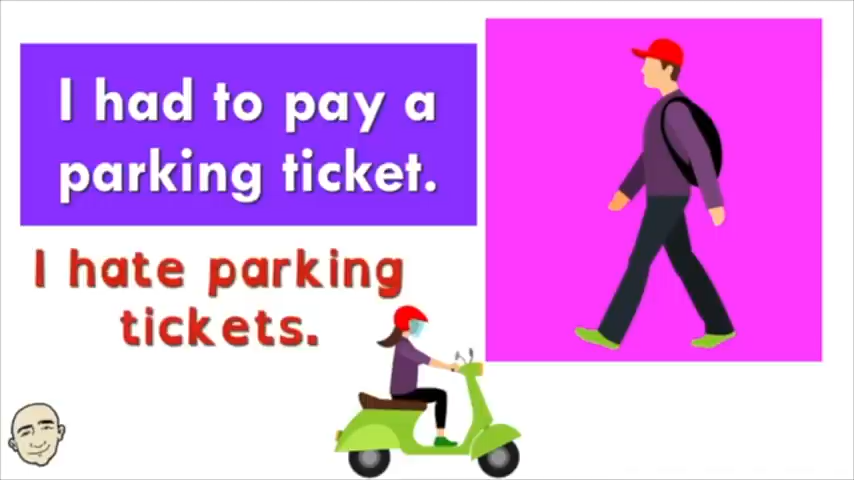 I had to pay a
parking ticket.
I hate parking
tickets.